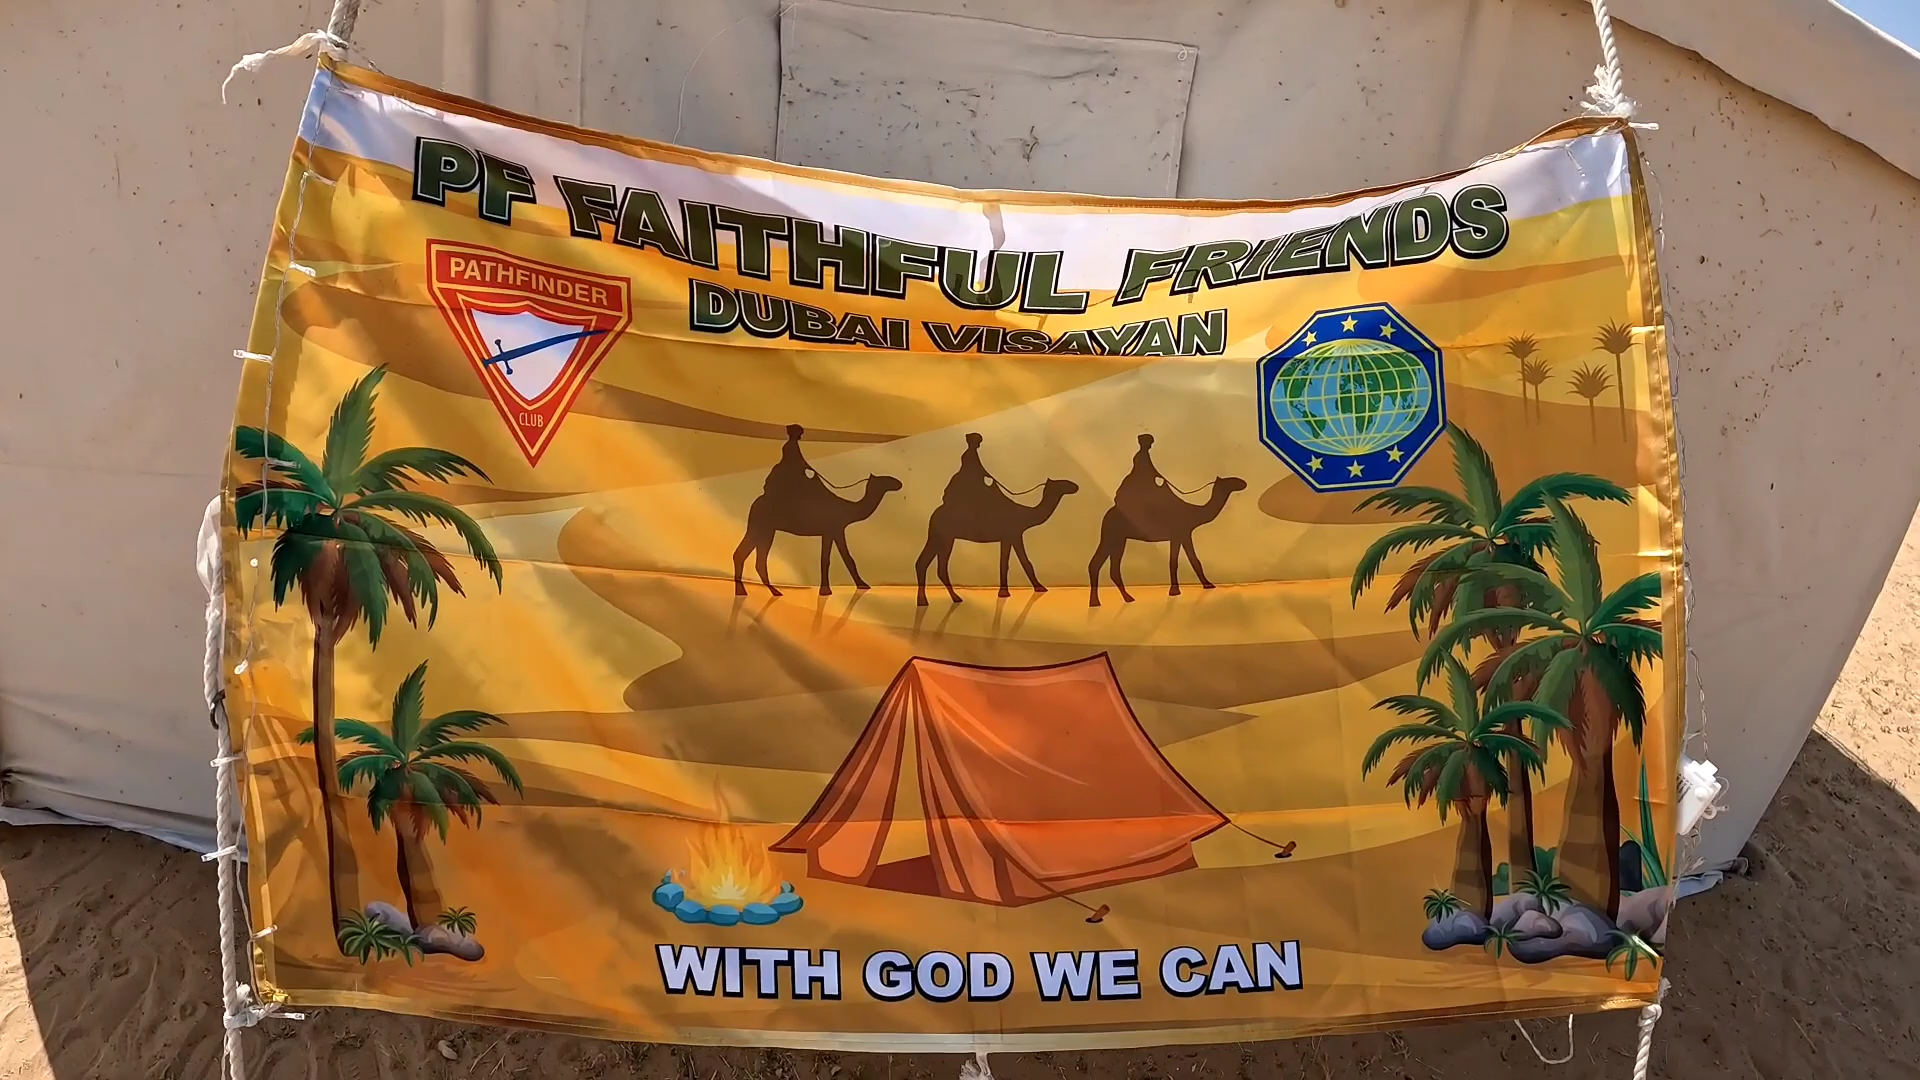 PF FAITHFUL FRIENDS
DUBAI VISAYAN
PATHFINDER
CLUB
WITH GOD WE CAN